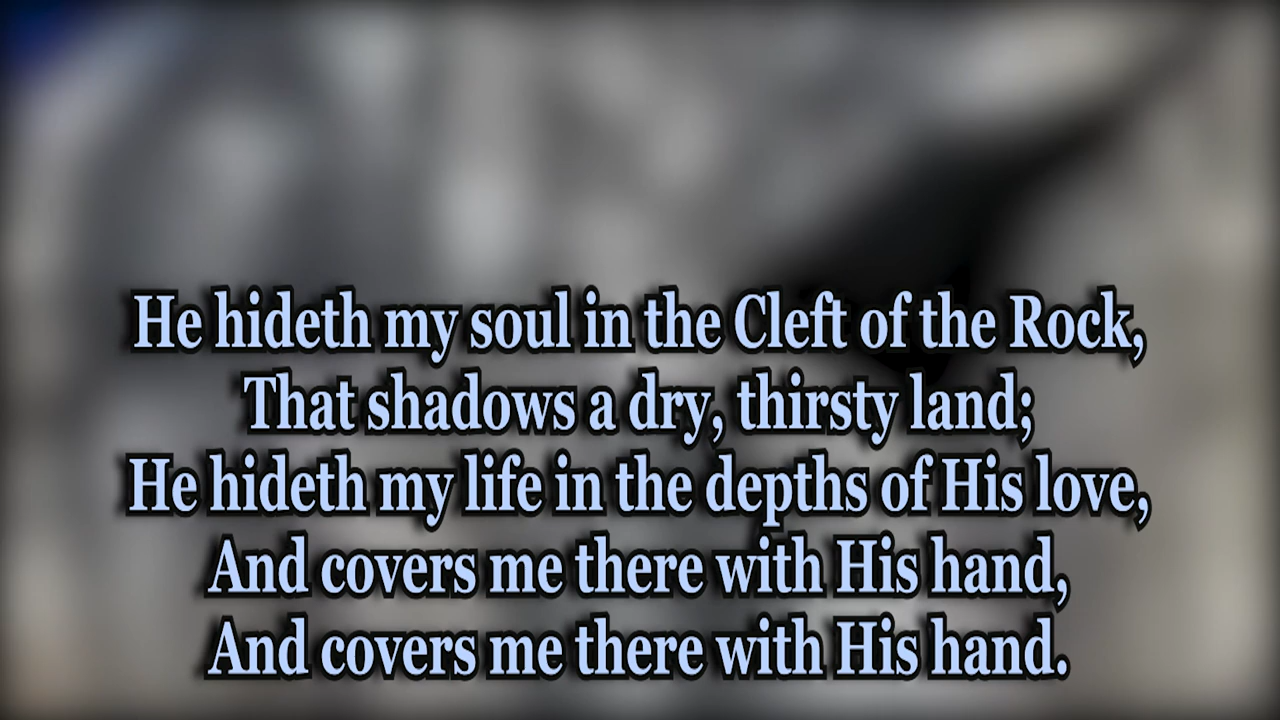 He hideth my soul in the Cleft of the Rock,
That shadows a dry, thirsty land;
He hideth my life in the depths of His love,
And covers me there with His hand,
And covers me there with His hand.